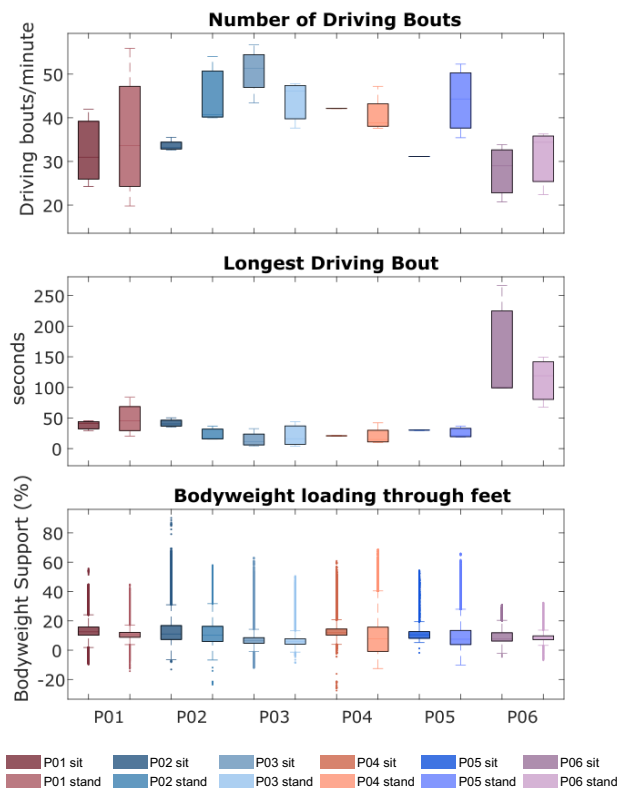 Number of Driving Bouts
Driving bouts/minute
50
40
30
20
Longest Driving Bout
seconds
250
200
150
100
50
0
Bodyweight loading through feet
Bodyweight Support (%)
80
60
40
20
0
-20
P01 P02 P03 P04 P05 P06
P01 sit P02 sit P03 sit P04 sit P05 sit P06 sit
P01 stand P02 stand P03 stand P04 stand P05 stand P06 stand